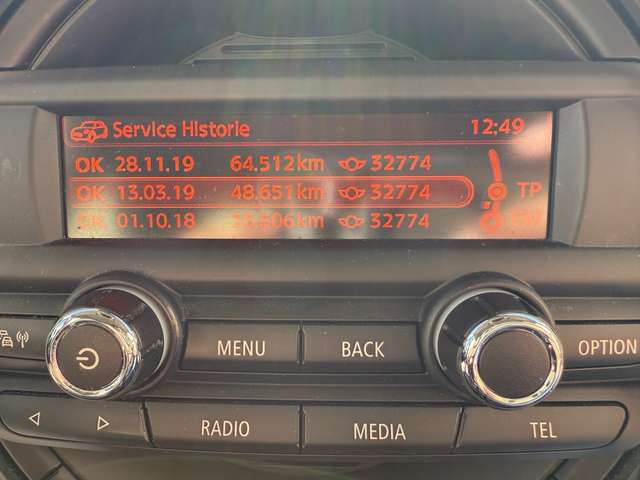 Service Historie 12:49
OK 28.11.19 64.512km 32774
OK 13.03.19 48.651km 32774
OK 01.10.18 32774
TP
MENU BACK OPTION
RADIO MEDIA TEL